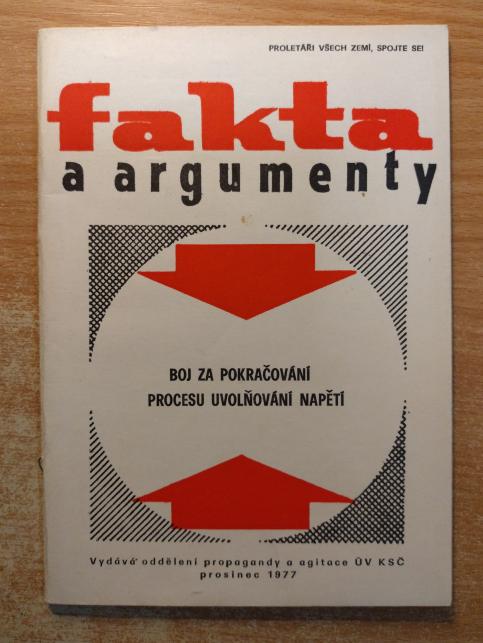 PROLETÁŘI VŠECH ZEMÍ, SPOJTE SE!
fakta
a argumenty
BOJ ZA POKRAČOVÁNÍ
PROCESU UVOLŇOVÁNÍ NAPĚTÍ
Vydává oddělení propagandy a agitace ÚV KSČ
prosinec 1977